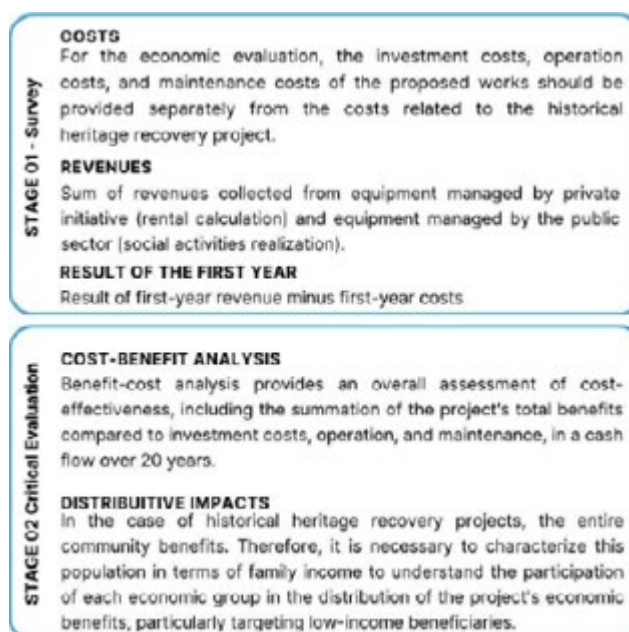 STAGE 01 - Survey
COSTS
For the economic evaluation, the investment costs, operation
costs, and maintenance costs of the proposed works should be
provided separately from the costs related to the historical
heritage recovery project.
REVENUES
Sum of revenues collected from equipment managed by private
initiative (rental calculation) and equipment managed by the public
sector (social activities realization).
RESULT OF THE FIRST YEAR
Result of first-year revenue minus first-year costs
STAGE 02 Critical Evaluation
COST-BENEFIT ANALYSIS
Benefit-cost analysis provides an overall assessment of cost-
effectiveness, including the summation of the project's total benefits
compared to investment costs, operation, and maintenance, in a cash
flow over 20 years.
DISTRIBUITIVE IMPACTS
In the case of historical heritage recovery projects, the entire
community benefits. Therefore, it is necessary to characterize this
population in terms of family income to understand the participation
of each economic group in the distribution of the project's economic
benefits, particularly targeting low-income beneficiaries.